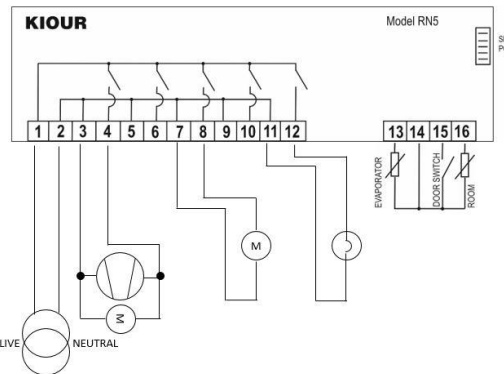 KIOUR
Model RN5
1 2 3 4 5 6 7 8 9 10 11 12
13 14 15 16
EVAPORATOR
DOOR SWITCH
ROOM
M
M
LIVE
NEUTRAL